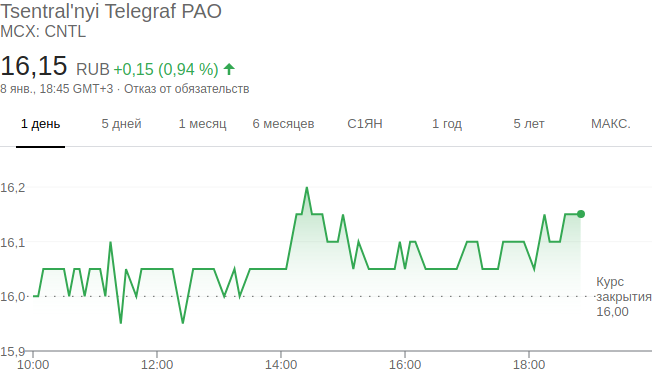 Tsentral'nyi Telegraf PAO
MCX: CNTL
16,15 RUB +0,15 (0,94 %)
8 янв., 18:45 GMT+3 · Отказ от обязательств
1 день 5 дней 1 месяц 6 месяцев С1ЯН 1 год 5 лет МАКС.
16,2
16,1
16,0
15,9
Курс
закрытия
16,00
10:00 12:00 14:00 16:00 18:00